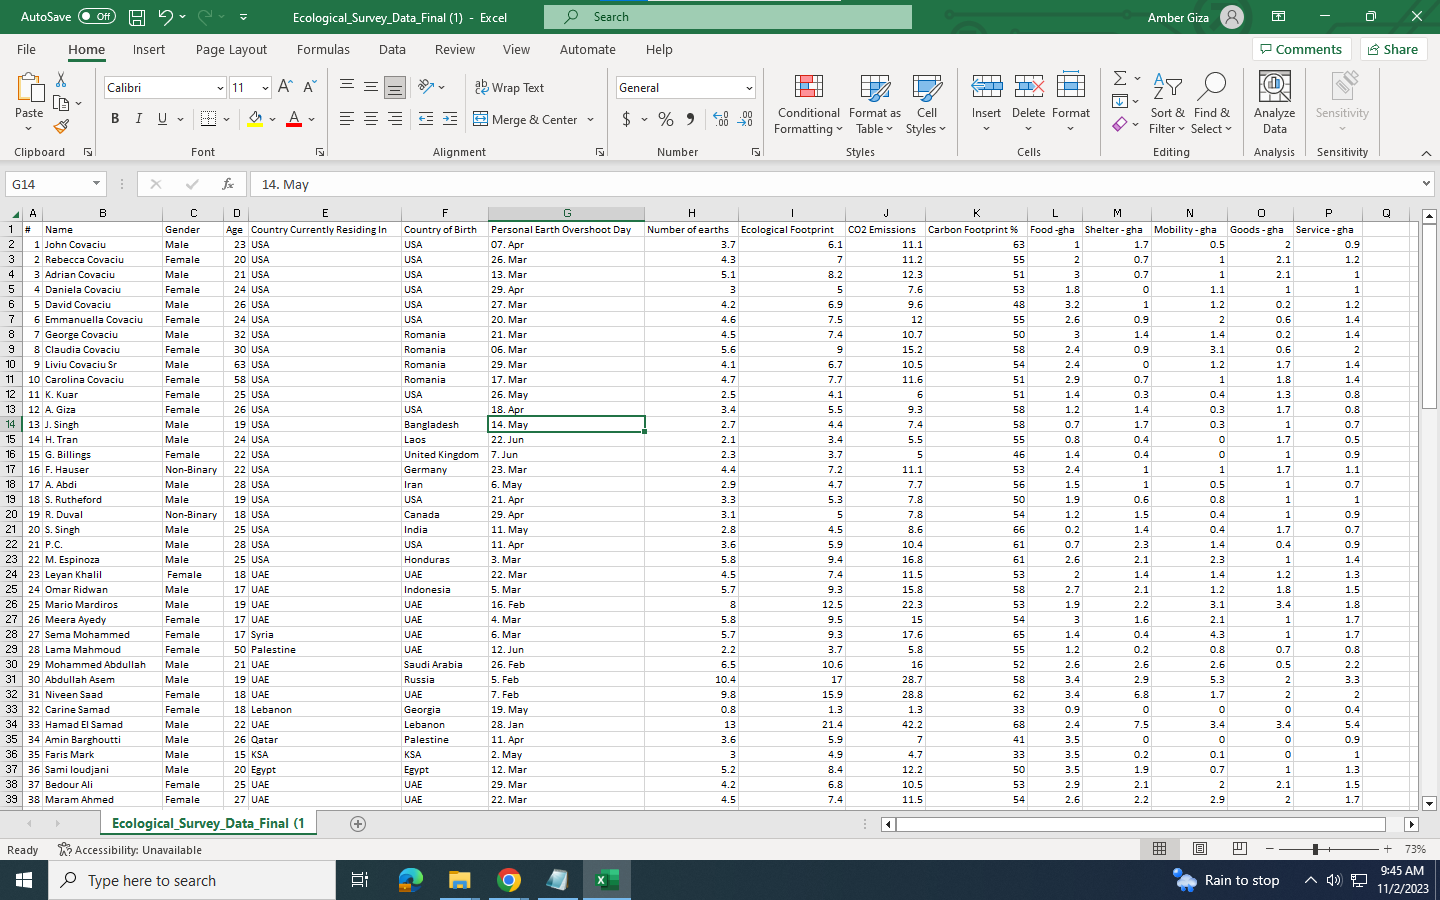 AutoSave Off Ecological_Survey_Data_Final (1) - Excel Search Amber Giza
File Home Insert Page Layout Formulas Data Review View Automate Help Comments Share
Calibri 11 Wrap Text General
Paste B I U Merge & Center $ % Conditional Formatting Format as Table Cell Styles Insert Delete Format Sort & Filter Find & Select Analyze Data Sensitivity
Clipboard Font Alignment Number Styles Cells Editing Analysis Sensitivity
G14 fx 14. May
A B C D E F G H I J K L M N O P Q
1 # Name Gender Age Country Currently Residing In Country of Birth Personal Earth Overshoot Day Number of earths Ecological Footprint CO2 Emissions Carbon Footprint % Food -gha Shelter - gha Mobility - gha Goods - gha Service - gha
2 1 John Covaciu Male 23 USA USA 07. Apr 3.7 6.1 11.1 63 1 1.7 0.5 2 0.9
3 2 Rebecca Covaciu Female 20 USA USA 26. Mar 4.3 7 11.2 55 2 0.7 1 2.1 1.2
4 3 Adrian Covaciu Male 21 USA USA 13. Mar 5.1 8.2 12.3 51 3 0.7 1 2.1 1
5 4 Daniela Covaciu Female 24 USA USA 29. Apr 3 5 7.6 53 1.8 0 1.1 1 1
6 5 David Covaciu Male 26 USA USA 27. Mar 4.2 6.9 9.6 48 3.2 1 1.2 0.2 1.2
7 6 Emmanuella Covaciu Female 24 USA USA 20. Mar 4.6 7.5 12 55 2.6 0.9 2 0.6 1.4
8 7 George Covaciu Male 32 USA Romania 21. Mar 4.5 7.4 10.7 50 3 1.4 1.4 0.2 1.4
9 8 Claudia Covaciu Female 30 USA Romania 06. Mar 5.6 9 15.2 58 2.4 0.9 3.1 0.6 2
10 9 Liviu Covaciu Sr Male 63 USA Romania 29. Mar 4.1 6.7 10.5 54 2.4 0 1.2 1.7 1.4
11 10 Carolina Covaciu Female 58 USA Romania 17. Mar 4.7 7.7 11.6 51 2.9 0.7 1 1.8 1.4
12 11 K. Kuar Female 25 USA USA 26. May 2.5 4.1 6 51 1.4 0.3 0.4 1.3 0.8
13 12 A. Giza Female 26 USA USA 18. Apr 3.4 5.5 9.3 58 1.2 1.4 0.3 1.7 0.8
14 13 J. Singh Male 19 USA Bangladesh 14. May 2.7 4.4 7.4 58 0.7 1.7 0.3 1 0.7
15 14 H. Tran Male 24 USA Laos 22. Jun 2.1 3.4 5.5 55 0.8 0.4 0 1.7 0.5
16 15 G. Billings Female 22 USA United Kingdom 7. Jun 2.3 3.7 5 46 1.4 0.4 0 1 0.9
17 16 F. Hauser Non-Binary 22 USA Germany 23. Mar 4.4 7.2 11.1 53 2.4 1 1 1.7 1.1
18 17 A. Abdi Male 28 USA Iran 6. May 2.9 4.7 7.7 56 1.5 1 0.5 1 0.7
19 18 S. Rutheford Male 19 USA USA 21. Apr 3.3 5.3 7.8 50 1.9 0.6 0.8 1 1
20 19 R. Duval Non-Binary 18 USA Canada 29. Apr 3.1 5 7.8 54 1.2 1.5 0.4 1 0.9
21 20 S. Singh Male 25 USA India 11. May 2.8 4.5 8.6 66 0.2 1.4 0.4 1.7 0.7
22 21 P.C. Male 28 USA USA 11. Apr 3.6 5.9 10.4 61 0.7 2.3 1.4 0.4 0.9
23 22 M. Espinoza Male 25 USA Honduras 3. Mar 5.8 9.4 16.8 61 2.6 2.1 2.3 1 1.4
24 23 Leyan Khalil Female 18 UAE UAE 22. Mar 4.5 7.4 11.5 53 2 1.4 1.4 1.2 1.3
25 24 Omar Ridwan Male 17 UAE Indonesia 5. Mar 5.7 9.3 15.8 58 2.7 2.1 1.2 1.8 1.5
26 25 Mario Mardiros Male 19 UAE UAE 16. Feb 8 12.5 22.3 53 1.9 2.2 3.1 3.4 1.8
27 26 Meera Ayedy Female 17 UAE UAE 4. Mar 5.8 9.5 15 54 3 1.6 2.1 1 1.7
28 27 Sema Mohammed Female 17 Syria UAE 6. Mar 5.7 9.3 17.6 65 1.4 0.4 4.3 1 1.7
29 28 Lama Mahmoud Female 50 Palestine UAE 12. Jun 2.2 3.7 5.8 55 1.2 0.2 0.8 0.7 0.8
30 29 Mohammed Abdullah Male 21 UAE Saudi Arabia 26. Feb 6.5 10.6 16 52 2.6 2.6 2.6 0.5 2.2
31 30 Abdullah Asem Male 19 UAE Russia 5. Feb 10.4 17 28.7 58 3.4 2.9 5.3 2 3.3
32 31 Niveen Saad Female 18 UAE UAE 7. Feb 9.8 15.9 28.8 62 3.4 6.8 1.7 2 2
33 32 Carine Samad Female 18 Lebanon Georgia 19. May 0.8 1.3 1.3 33 0.9 0 0 0 0.4
34 33 Hamad El Samad Male 22 UAE Lebanon 28. Jan 13 21.4 42.2 68 2.4 7.5 3.4 3.4 5.4
35 34 Amin Barghoutti Male 26 Qatar Palestine 11. Apr 3.6 5.9 7 41 3.5 0 0 0 0.9
36 35 Faris Mark Male 15 KSA KSA 2. May 3 4.9 4.7 33 3.5 0.2 0.1 0 1
37 36 Sami loudjani Male 20 Egypt Egypt 12. Mar 5.2 8.4 12.2 50 3.5 1.9 0.7 1 1.3
38 37 Bedour Ali Female 25 UAE UAE 29. Mar 4.2 6.8 10.5 53 2.9 2.1 2 2.1 1.5
39 38 Maram Ahmed Female 27 UAE UAE 22. Mar 4.5 7.4 11.5 54 2.6 2.2 2.9 2 1.7
Ecological_Survey_Data_Final (1
Ready Accessibility: Unavailable 73%
Type here to search Rain to stop 9:45 AM
11/2/2023